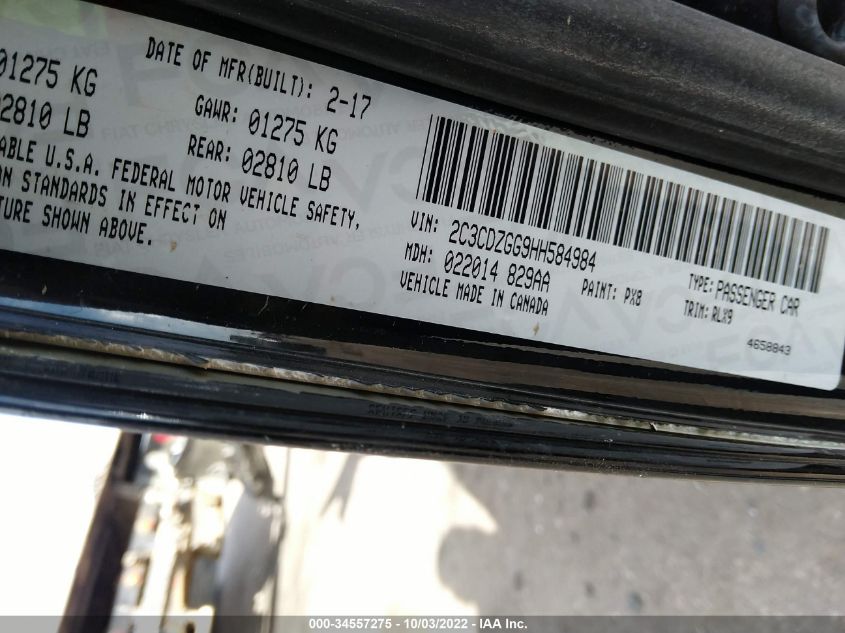 DATE OF MFR(BUILT): 2-17
01275 KG GAWR: 01275 KG
02810 LB REAR: 02810 LB
ABLE U.S.A. FEDERAL MOTOR VEHICLE SAFETY,
ON STANDARDS IN EFFECT ON
TURE SHOWN ABOVE.
VIN: 2C3CDZGG9HH584984
MDH: 022014 829AA
PAINT: PX8
TYPE: PASSENGER CAR
VEHICLE MADE IN CANADA
TRIM: RLX9
4658843
000-34557275 - 10/03/2022 - IAA Inc.